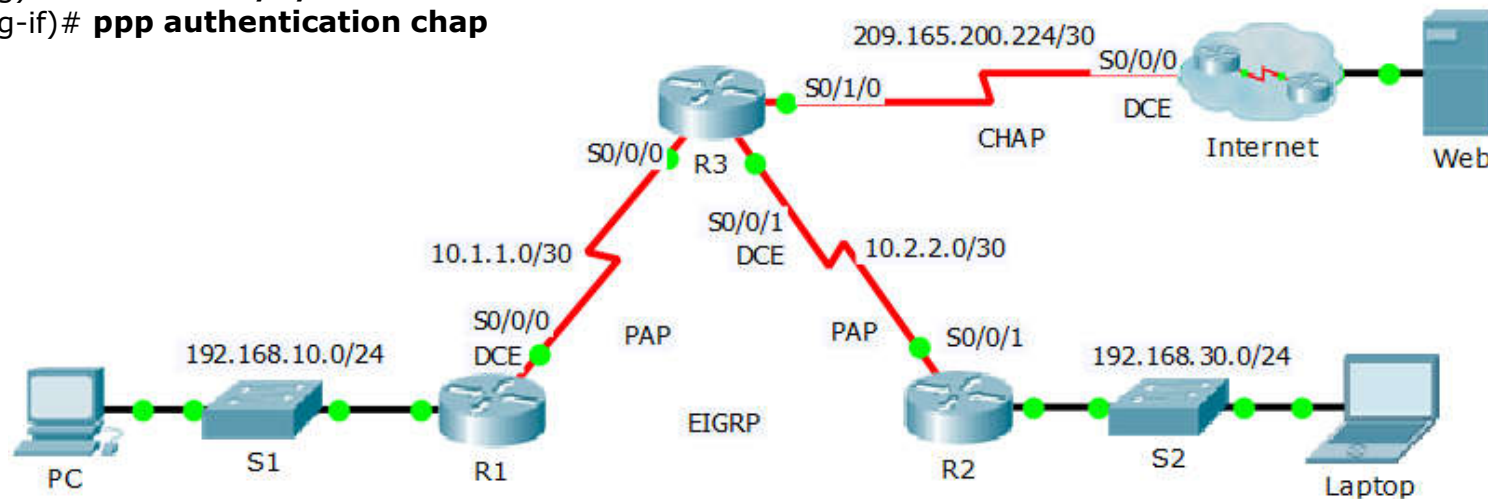 g-if)# ppp authentication chap
209.165.200.224/30
S0/0/0
S0/1/0
DCE
CHAP
Internet
Web
S0/0/0
R3
S0/0/1
DCE
10.1.1.0/30
10.2.2.0/30
S0/0/0
DCE
PAP
PAP
S0/0/1
192.168.10.0/24
192.168.30.0/24
EIGRP
PC
S1
R1
R2
S2
Laptop